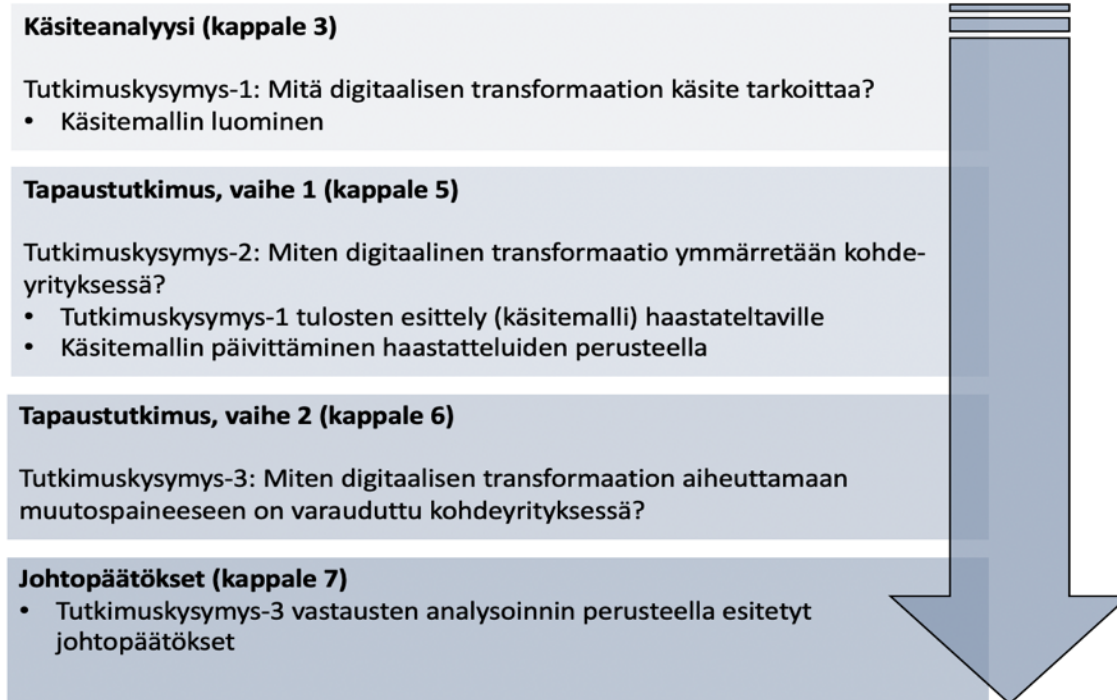 Käsiteanalyysi (kappale 3)
Tutkimuskysymys-1: Mitä digitaalisen transformaation käsite tarkoittaa?
• Käsitemallin luominen
Tapaustutkimus, vaihe 1 (kappale 5)
Tutkimuskysymys-2: Miten digitaalinen transformaatio ymmärretään kohde-
yrityksessä?
• Tutkimuskysymys-1 tulosten esittely (käsitemalli) haastateltaville
• Käsitemallin päivittäminen haastatteluiden perusteella
Tapaustutkimus, vaihe 2 (kappale 6)
Tutkimuskysymys-3: Miten digitaalisen transformaation aiheuttamaan
muutospaineeseen on varauduttu kohdeyrityksessä?
Johtopäätökset (kappale 7)
• Tutkimuskysymys-3 vastausten analysoinnin perusteella esitetyt
johtopäätökset